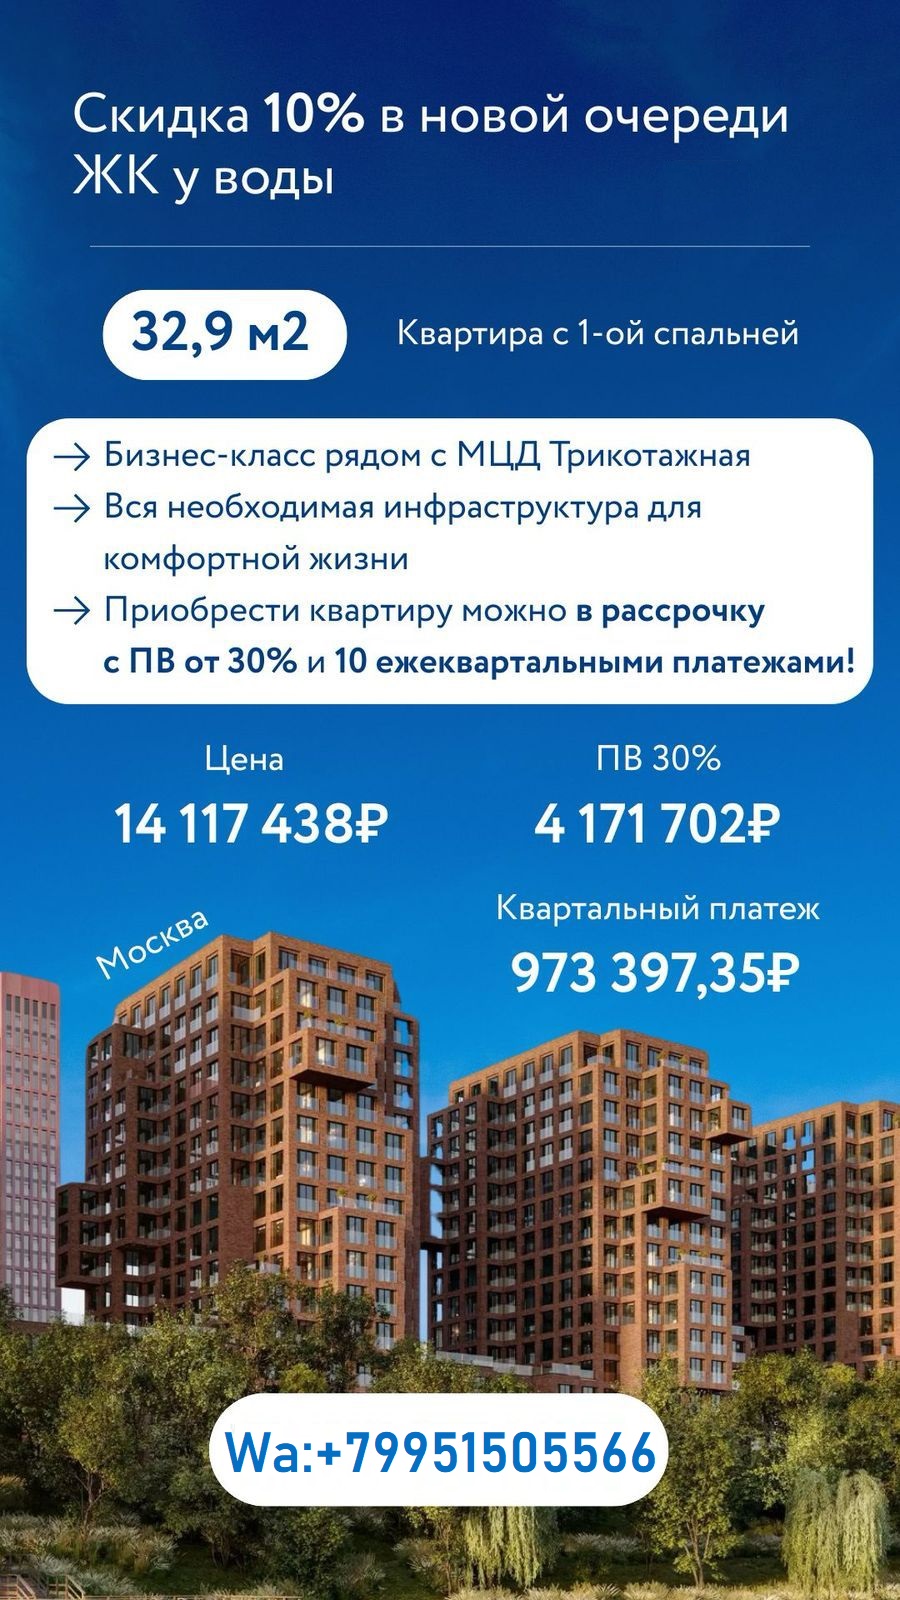 Скидка 10% в новой очереди
ЖК у воды
32,9 м2
Квартира с 1-ой спальней
→ Бизнес-класс рядом с МЦД Трикотажная
→ Вся необходимая инфраструктура для
комфортной жизни
→ Приобрести квартиру можно в рассрочку
с ПВ от 30% и 10 ежеквартальными платежами!
Цена
14 117 438₽
ПВ 30%
4 171 702₽
Квартальный платеж
973 397,35₽
Москва
Wa:+79951505566